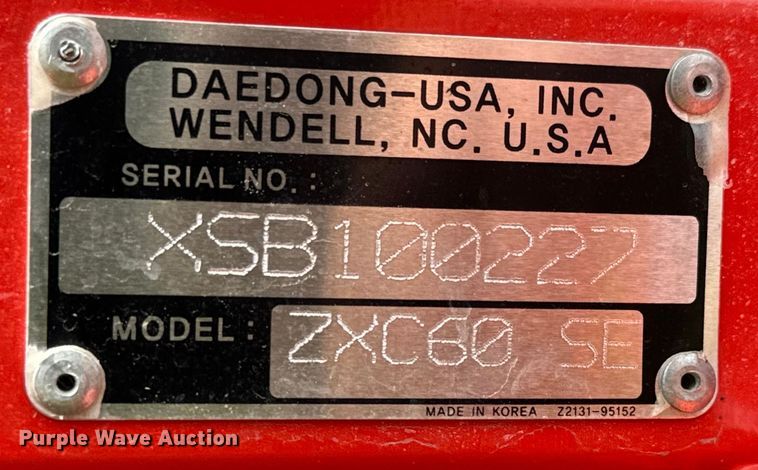 DAEDONG-USA, INC.
WENDELL, NC. U.S.A
SERIAL NO. :
XSB100227
MODEL : ZXC60 SE
MADE IN KOREA Z2131-95152
Purple Wave Auction